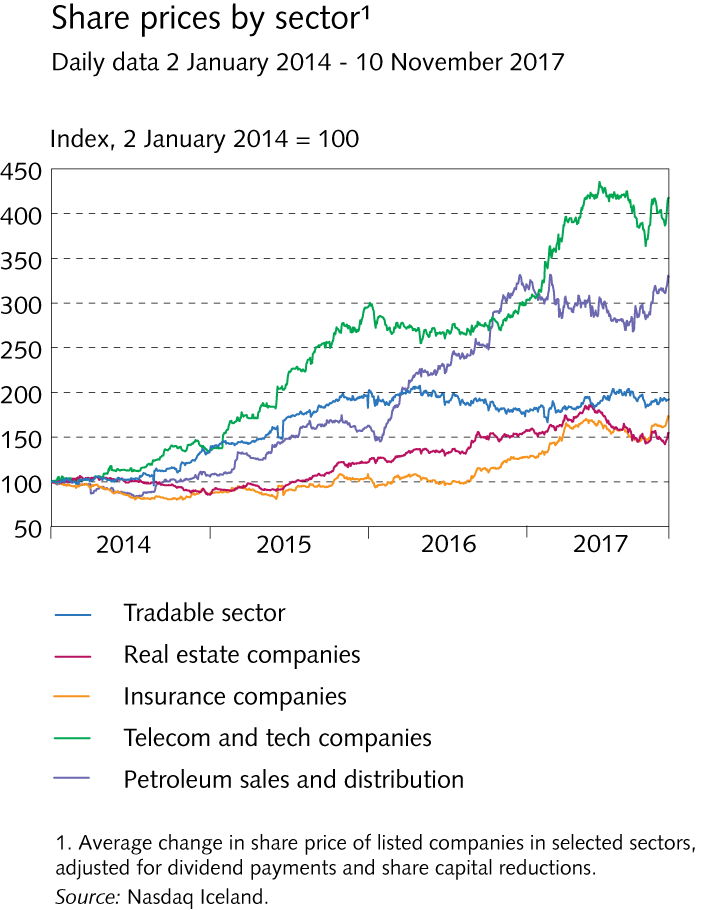 Share prices by sector¹
Daily data 2 January 2014 - 10 November 2017
Index, 2 January 2014 = 100
450
400
350
300
250
200
150
100
50
2014 2015 2016 2017
Tradable sector
Real estate companies
Insurance companies
Telecom and tech companies
Petroleum sales and distribution
1. Average change in share price of listed companies in selected sectors,
adjusted for dividend payments and share capital reductions.
Source: Nasdaq Iceland.